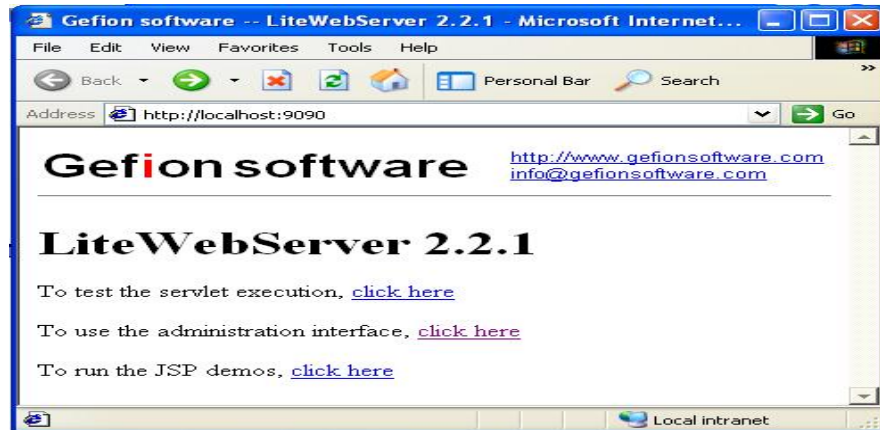 Gefion software -- LiteWebServer 2.2.1 - Microsoft Internet...
File Edit View Favorites Tools Help
Back Personal Bar Search
Address http://localhost:9090 Go
Gefion software
http://www.gefionsoftware.com
info@gefionsoftware.com
LiteWebServer 2.2.1
To test the servlet execution, click here
To use the administration interface, click here
To run the JSP demos, click here
Local intranet